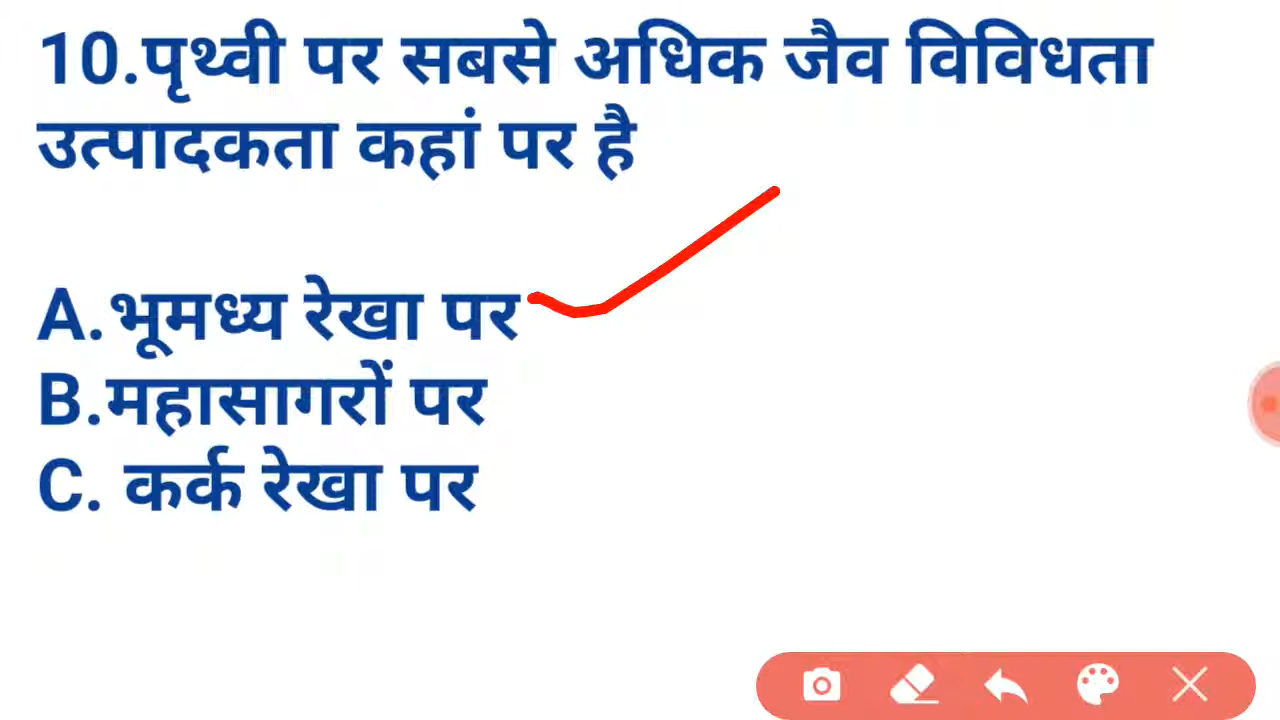 10.पृथ्वी पर सबसे अधिक जैव विविधता
उत्पादकता कहां पर है
A.भूमध्य रेखा पर
B.महासागरों पर
C. कर्क रेखा पर